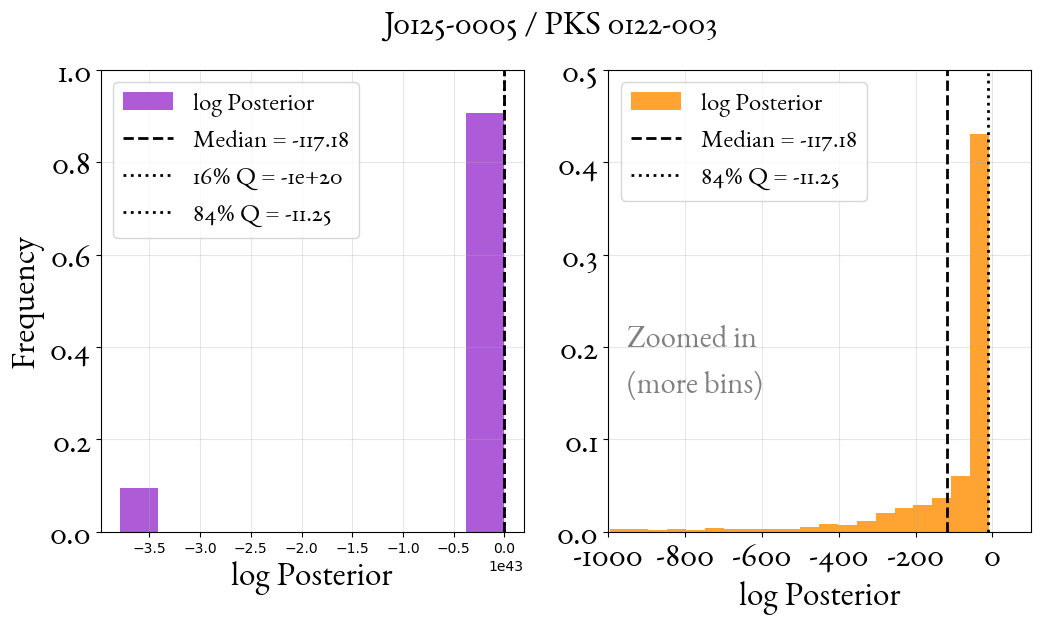 J0125-0005 / PKS 0122-003
1.0
0.8
0.6
0.4
0.2
0.0
Frequency
log Posterior
Median = -117.18
16% Q = -1e+20
84% Q = -11.25
−3.5 −3.0 −2.5 −2.0 −1.5 −1.0 −0.5 0.0
1e43
log Posterior
0.5
0.4
0.3
0.2
0.1
0.0
log Posterior
Median = -117.18
84% Q = -11.25
Zoomed in
(more bins)
-1000 -800 -600 -400 -200 0
log Posterior